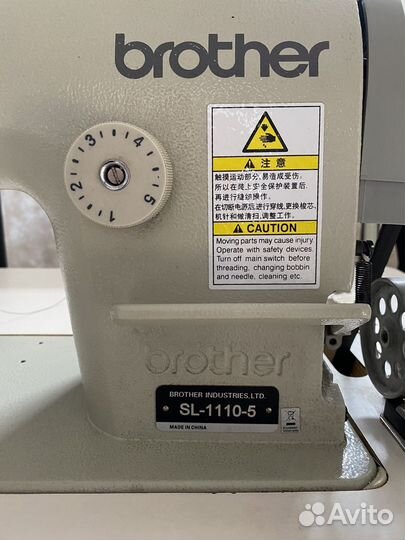 brother
5
4
3
2
1
注意
触摸运动部分,易造成受伤。
所以在装上安全保护装置后,
再进行缝纫操作。
在切断电源后进行穿线,更换梭芯,
机针和做清扫,调整工作。
CAUTION
Moving parts may cause injury.
Operate with safety devices.
Turn off main switch before
threading, changing bobbin
and needle, cleaning etc.
brother
BROTHER INDUSTRIES,LTD.
SL-1110-5
MADE IN CHINA
Avito